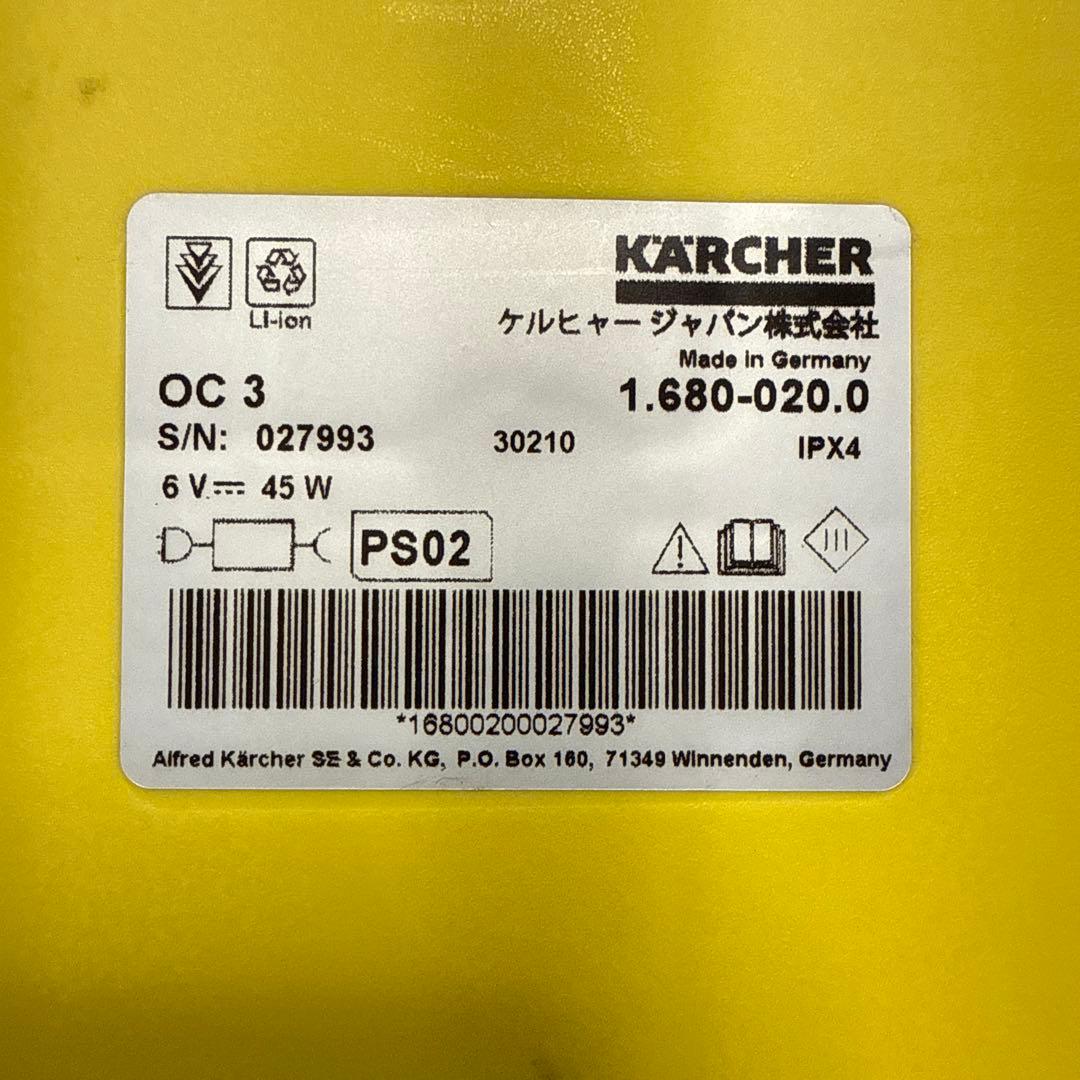 KÄRCHER
Li-ion
ケルヒャー ジャパン株式会社
Made in Germany
OC 3
1.680-020.0
S/N: 027993 30210 IPX4
6 V⎓ 45 W
PS02
*16800200027993*
Alfred Kärcher SE & Co. KG, P.O. Box 160, 71349 Winnenden, Germany